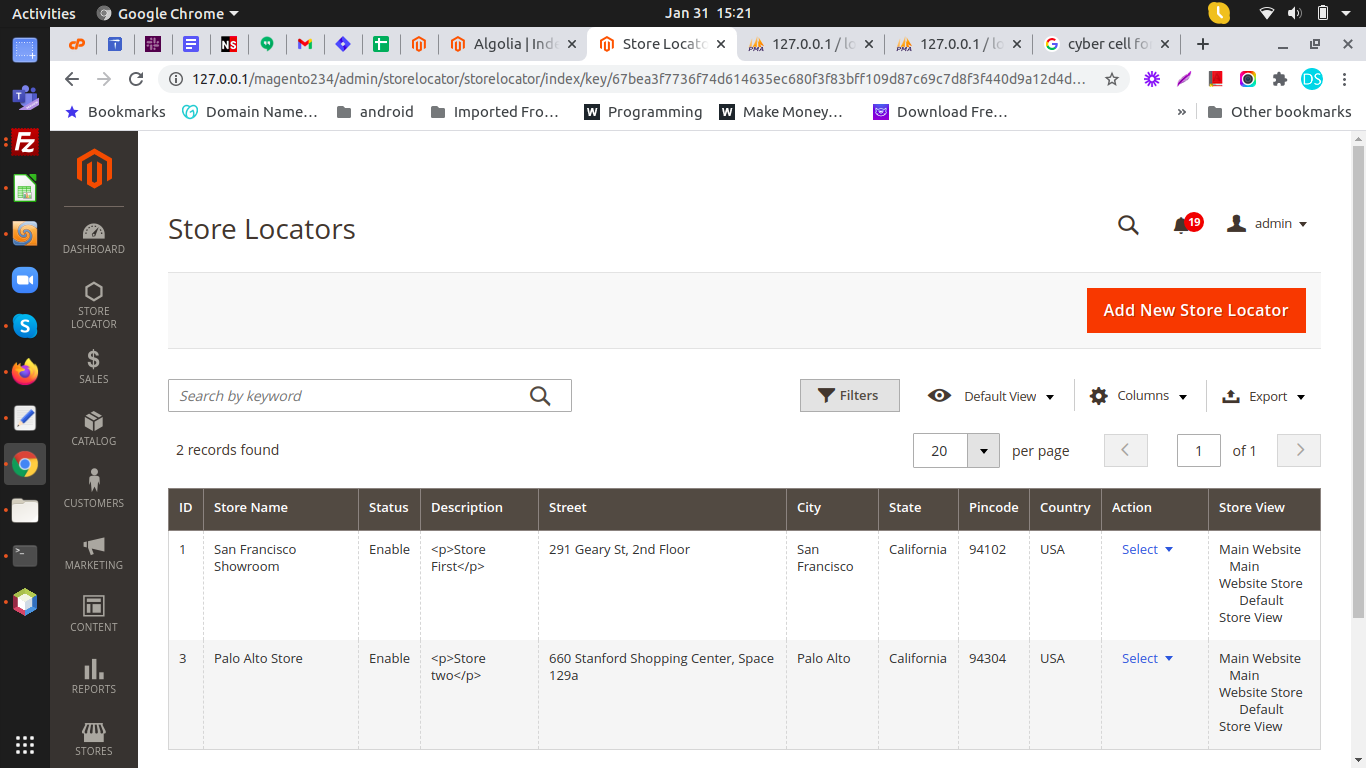 Activities
Google Chrome
Jan 31 15:21
Algolia | Ind
Store Locato
127.0.0.1 / lo
127.0.0.1 / lo
cyber cell fo
127.0.0.1/magento234/admin/storelocator/storelocator/index/key/67bea3f7736f74d614635ec680f3f83bff109d87c69c7d8f3f440d9a12d4d...
DS
Bookmarks
Domain Name...
android
Imported Fro...
Programming
Make Money...
Download Fre...
»
Other bookmarks
DASHBOARD
STORE
LOCATOR
SALES
CATALOG
CUSTOMERS
MARKETING
CONTENT
REPORTS
STORES
Store Locators
19
admin
Add New Store Locator
Search by keyword
Filters
Default View
Columns
Export
2 records found
20
per page
1
of 1
ID Store Name Status Description Street City State Pincode Country Action Store View
1 San Francisco Enable <p>Store 291 Geary St, 2nd Floor San California 94102 USA Select Main Website
Showroom First</p> Francisco Main
Website Store
Default
Store View
3 Palo Alto Store Enable <p>Store 660 Stanford Shopping Center, Space Palo Alto California 94304 USA Select Main Website
two</p> 129a Main
Website Store
Default
Store View